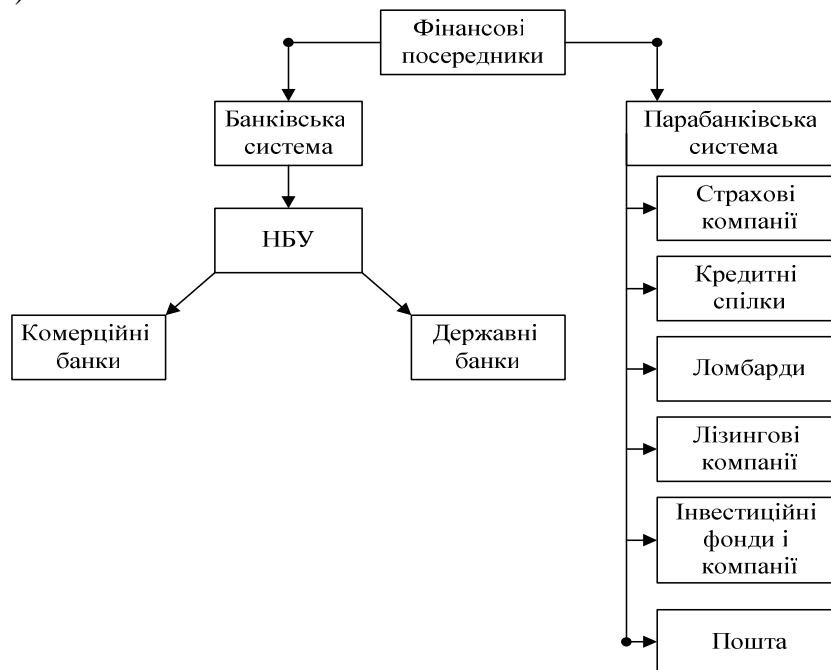 )
Фінансові
посередники
Банківська
система
Парабанківська
система
НБУ
Комерційні
банки
Державні
банки
Страхові
компанії
Кредитні
спілки
Ломбарди
Лізингові
компанії
Інвестиційні
фонди і
компанії
Пошта